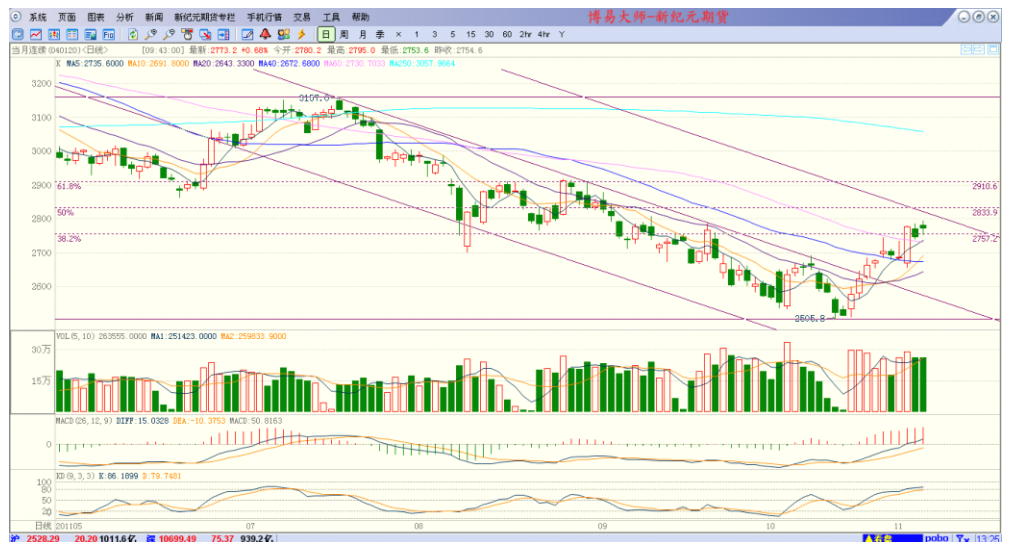 系统 页面 图表 分析 新闻 新纪元期货专栏 手机行情 交易 工具 帮助
博易大师-新纪元期货
日 周 月 季 × 1 3 5 15 30 60 2hr 4hr Y
当月连续(040120)<日线> [09:43:00] 最新:2773.2 +0.68% 今开:2780.2 最高:2795.0 最低:2753.6 昨收:2754.6
K MA5:2735.6000 MA10:2691.8000 MA20:2643.3300 MA40:2672.6800 MA60:2730.7033 MA250:3057.9664
3200
3157.0
3100
3000
2900
61.8% 2910.6
50% 2833.9
2800
38.2% 2757.2
2700
2600
2505.8
VOL(5,10) 263555.0000 MA1:251423.0000 MA2:259833.9000
30万
15万
MACD(26,12,9) DIFF:15.0328 DEA:-10.3753 MACD:50.8163
0
KD(9,3,3) K:86.1899 D:79.7481
100
80
50
20
日线 201105 07 08 09 10 11
沪 2528.29 20.20 1011.6亿 深 10699.49 75.37 939.2亿
pobo 13:25